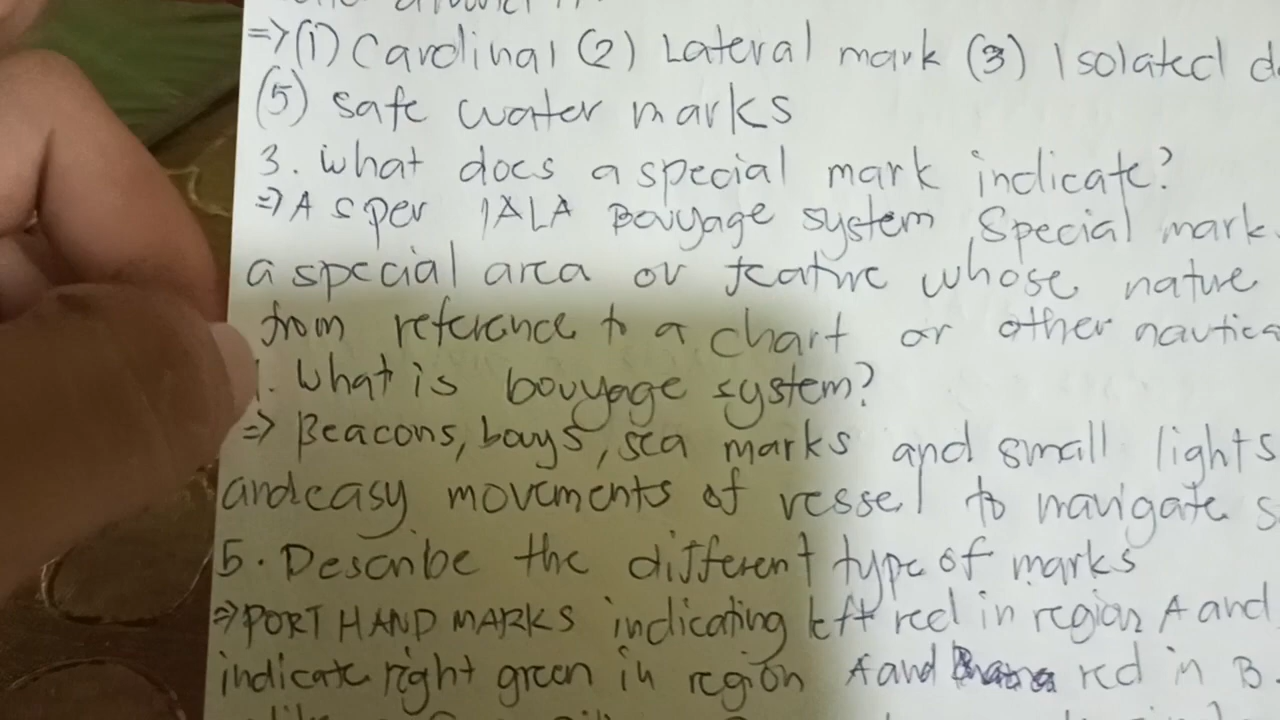 => (1) Cardinal (2) Lateral mark (3) Isolated
(5) safe water marks
3. What does a special mark indicate?
=> As per IALA Bouyage system, Special mark
a special area or feature whose nature
from reference to a chart or other
. What is bouyage system?
=> Beacons, bouys, sea marks and small lights
and easy movements of vessel to navigate
5. Describe the different type of marks
=> PORT HAND MARKS indicating left red in region A and
indicate right green in region A and red in B.